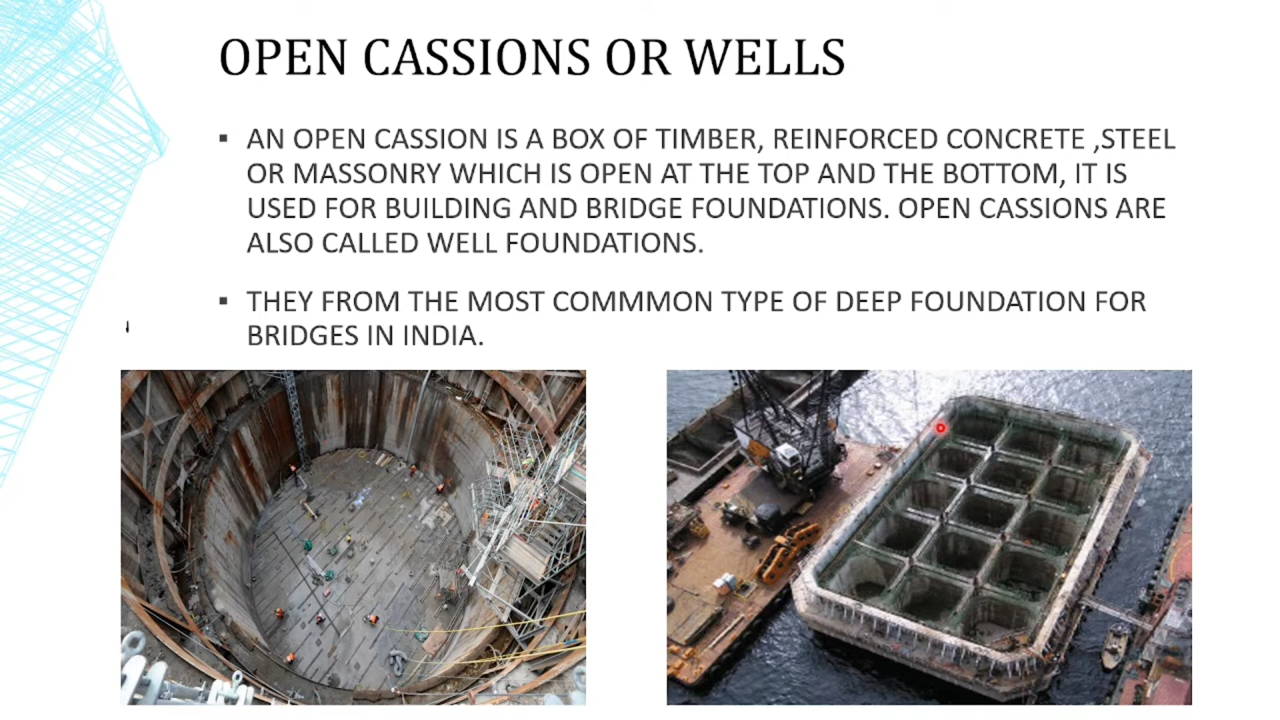 OPEN CASSIONS OR WELLS
▪ AN OPEN CASSION IS A BOX OF TIMBER, REINFORCED CONCRETE ,STEEL
OR MASSONRY WHICH IS OPEN AT THE TOP AND THE BOTTOM, IT IS
USED FOR BUILDING AND BRIDGE FOUNDATIONS. OPEN CASSIONS ARE
ALSO CALLED WELL FOUNDATIONS.
▪ THEY FROM THE MOST COMMMON TYPE OF DEEP FOUNDATION FOR
BRIDGES IN INDIA.